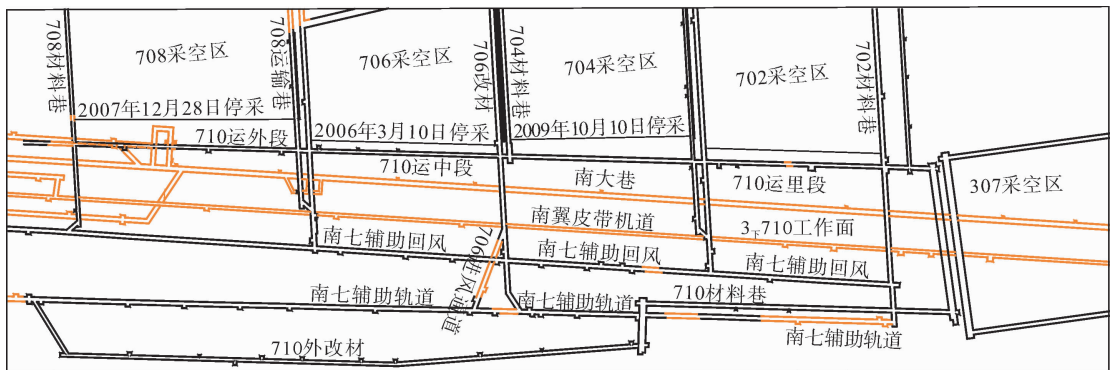 708材料巷
708采空区
708运输巷
706采空区
706改材
704材料巷
704采空区
702采空区
702材料巷
2007年12月28日停采
2006年3月10日停采
2009年10月10日停采
710运外段
710运中段
南大巷
710运里段
307采空区
南翼皮带机道
3下710工作面
南七辅助回风
706进风通道
南七辅助回风
南七辅助回风
南七辅助轨道
南七辅助轨道
710材料巷
710外改材
南七辅助轨道